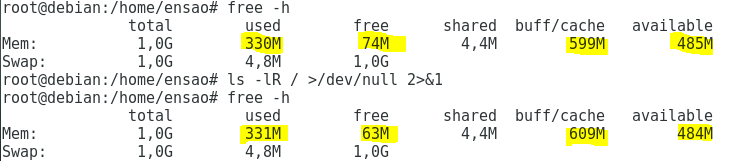 root@debian:/home/ensao# free -h
total used free shared buff/cache available
Mem: 1,0G 330M 74M 4,4M 599M 485M
Swap: 1,0G 4,8M 1,0G
root@debian:/home/ensao# ls -lR / >/dev/null 2>&1
root@debian:/home/ensao# free -h
total used free shared buff/cache available
Mem: 1,0G 331M 63M 4,4M 609M 484M
Swap: 1,0G 4,8M 1,0G